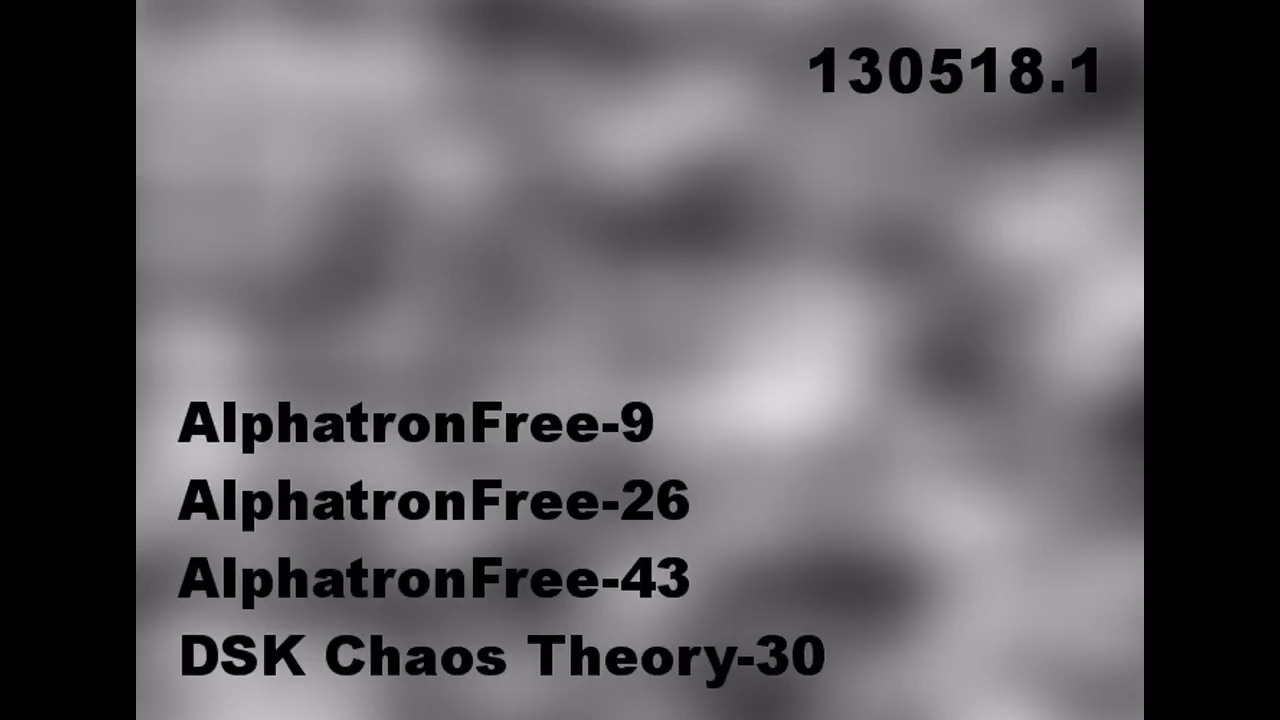 130518.1
AlphatronFree-9
AlphatronFree-26
AlphatronFree-43
DSK Chaos Theory-30